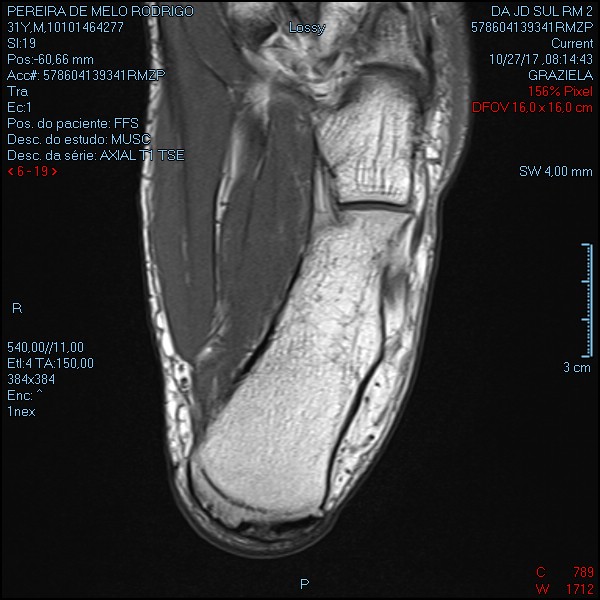 PEREIRA DE MELO RODRIGO
31Y,M,10101464277
Sl:19
Pos:-60,66 mm
Acc#: 578604139341RMZP
Tra
Ec:1
Pos. do paciente: FFS
Desc. do estudo: MUSC
Desc. da série: AXIAL T1 TSE
< 6 - 19 >
Lossy
DA JD SUL RM 2
578604139341RMZP
Current
10/27/17 ,08:14:43
GRAZIELA
156% Pixel
DFOV 16,0 x 16,0 cm
SW 4,00 mm
R
540,00//11,00
Etl:4 TA:150,00
384x384
Enc: ^
1nex
3 cm
P
C 789
W 1712